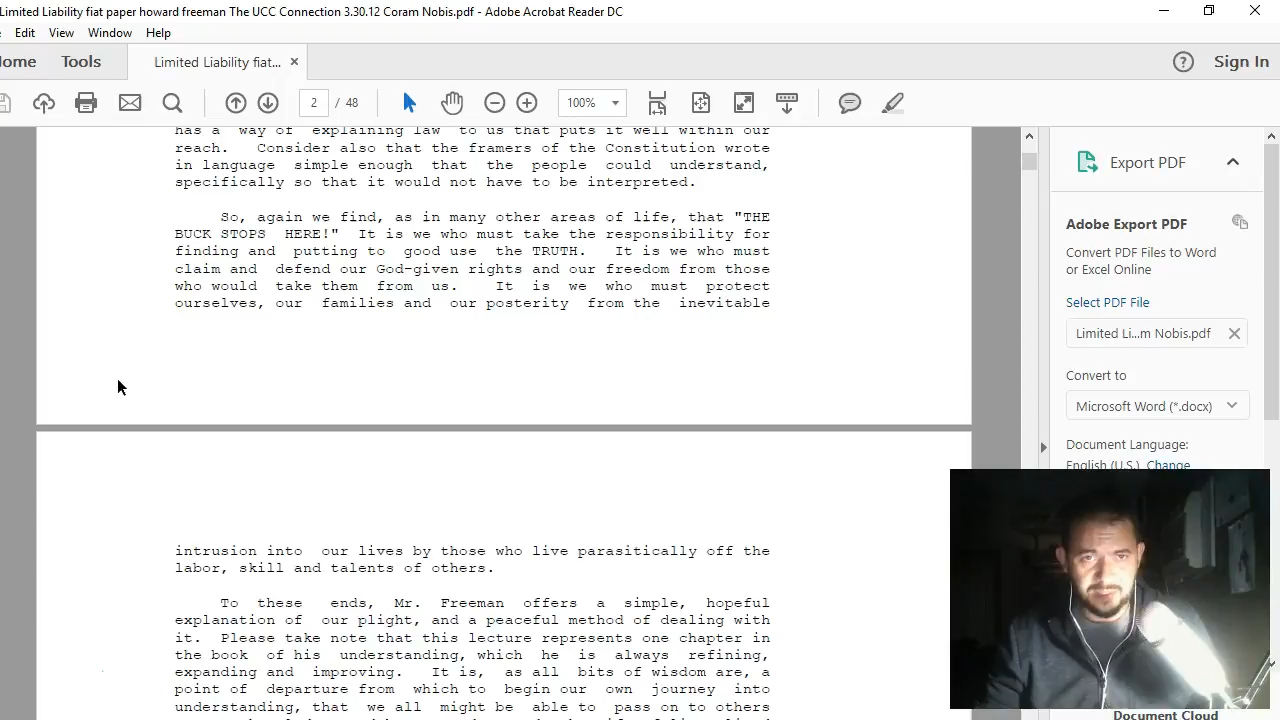 Limited Liability fiat paper howard freeman The UCC Connection 3.30.12 Coram Nobis.pdf - Adobe Acrobat Reader DC
Edit View Window Help
ome Tools Limited Liability fiat... × ? Sign In
2 / 48 100%
has a way of explaining law to us that puts it well within our
reach. Consider also that the framers of the Constitution wrote
in language simple enough that the people could understand,
specifically so that it would not have to be interpreted.
So, again we find, as in many other areas of life, that "THE
BUCK STOPS HERE!" It is we who must take the responsibility for
finding and putting to good use the TRUTH. It is we who must
claim and defend our God-given rights and our freedom from those
who would take them from us. It is we who must protect
ourselves, our families and our posterity from the inevitable
intrusion into our lives by those who live parasitically off the
labor, skill and talents of others.
To these ends, Mr. Freeman offers a simple, hopeful
explanation of our plight, and a peaceful method of dealing with
it. Please take note that this lecture represents one chapter in
the book of his understanding, which he is always refining,
expanding and improving. It is, as all bits of wisdom are, a
point of departure from which to begin our own journey into
understanding, that we all might be able to pass on to others
Export PDF
Adobe Export PDF
Convert PDF Files to Word
or Excel Online
Select PDF File
Limited Li...m Nobis.pdf
Convert to
Microsoft Word (*.docx)
Document Language:
English (U.S.) Change
Document Cloud